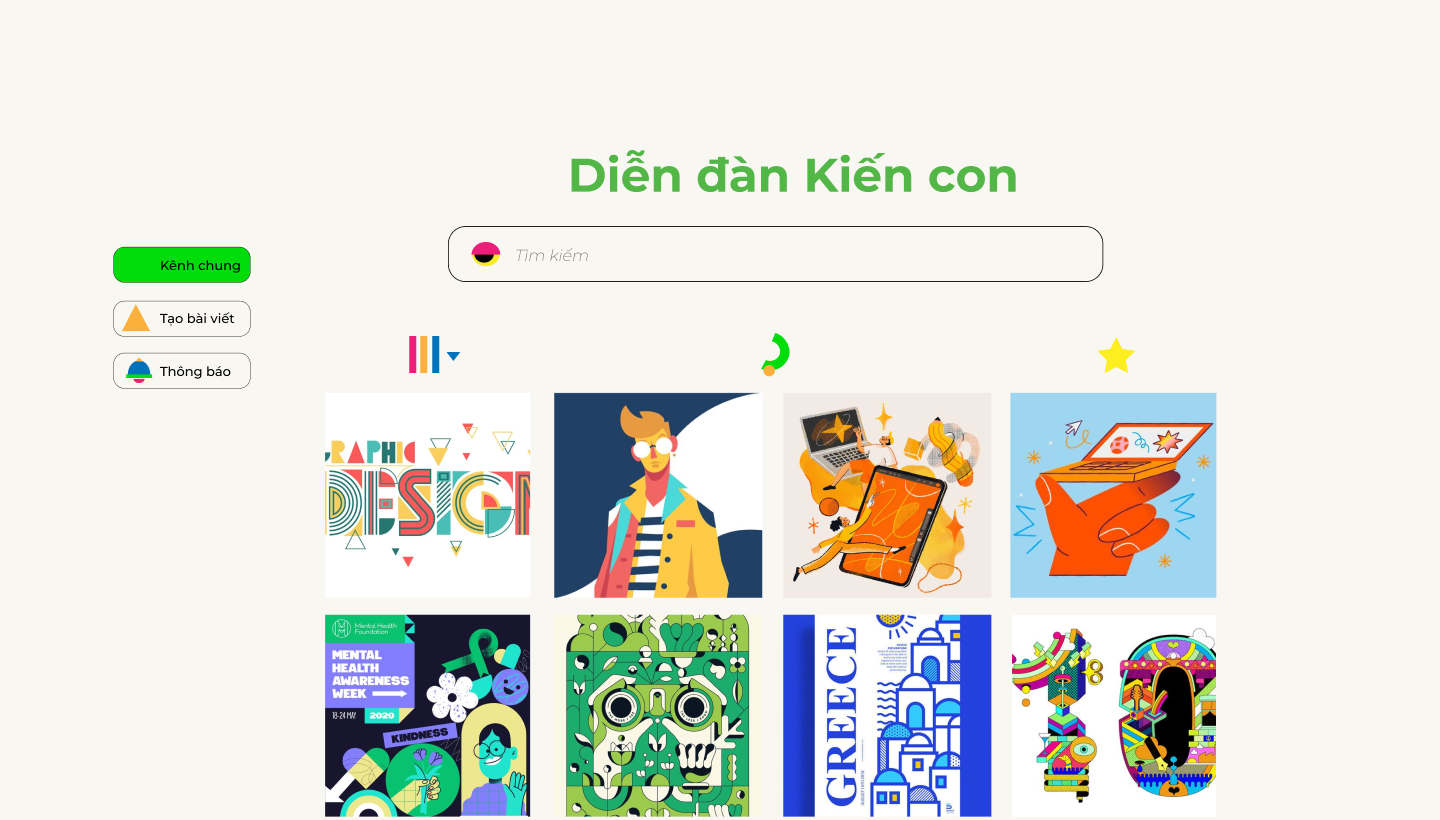 Diễn đàn Kiến con
Tìm kiếm
Kênh chung
Tạo bài viết
Thông báo
GRAPHIC
DESIGN
Mental Health
Foundation
MENTAL
HEALTH
AWARENESS
WEEK
18-24 MAY
2020
KINDNESS
GREECE